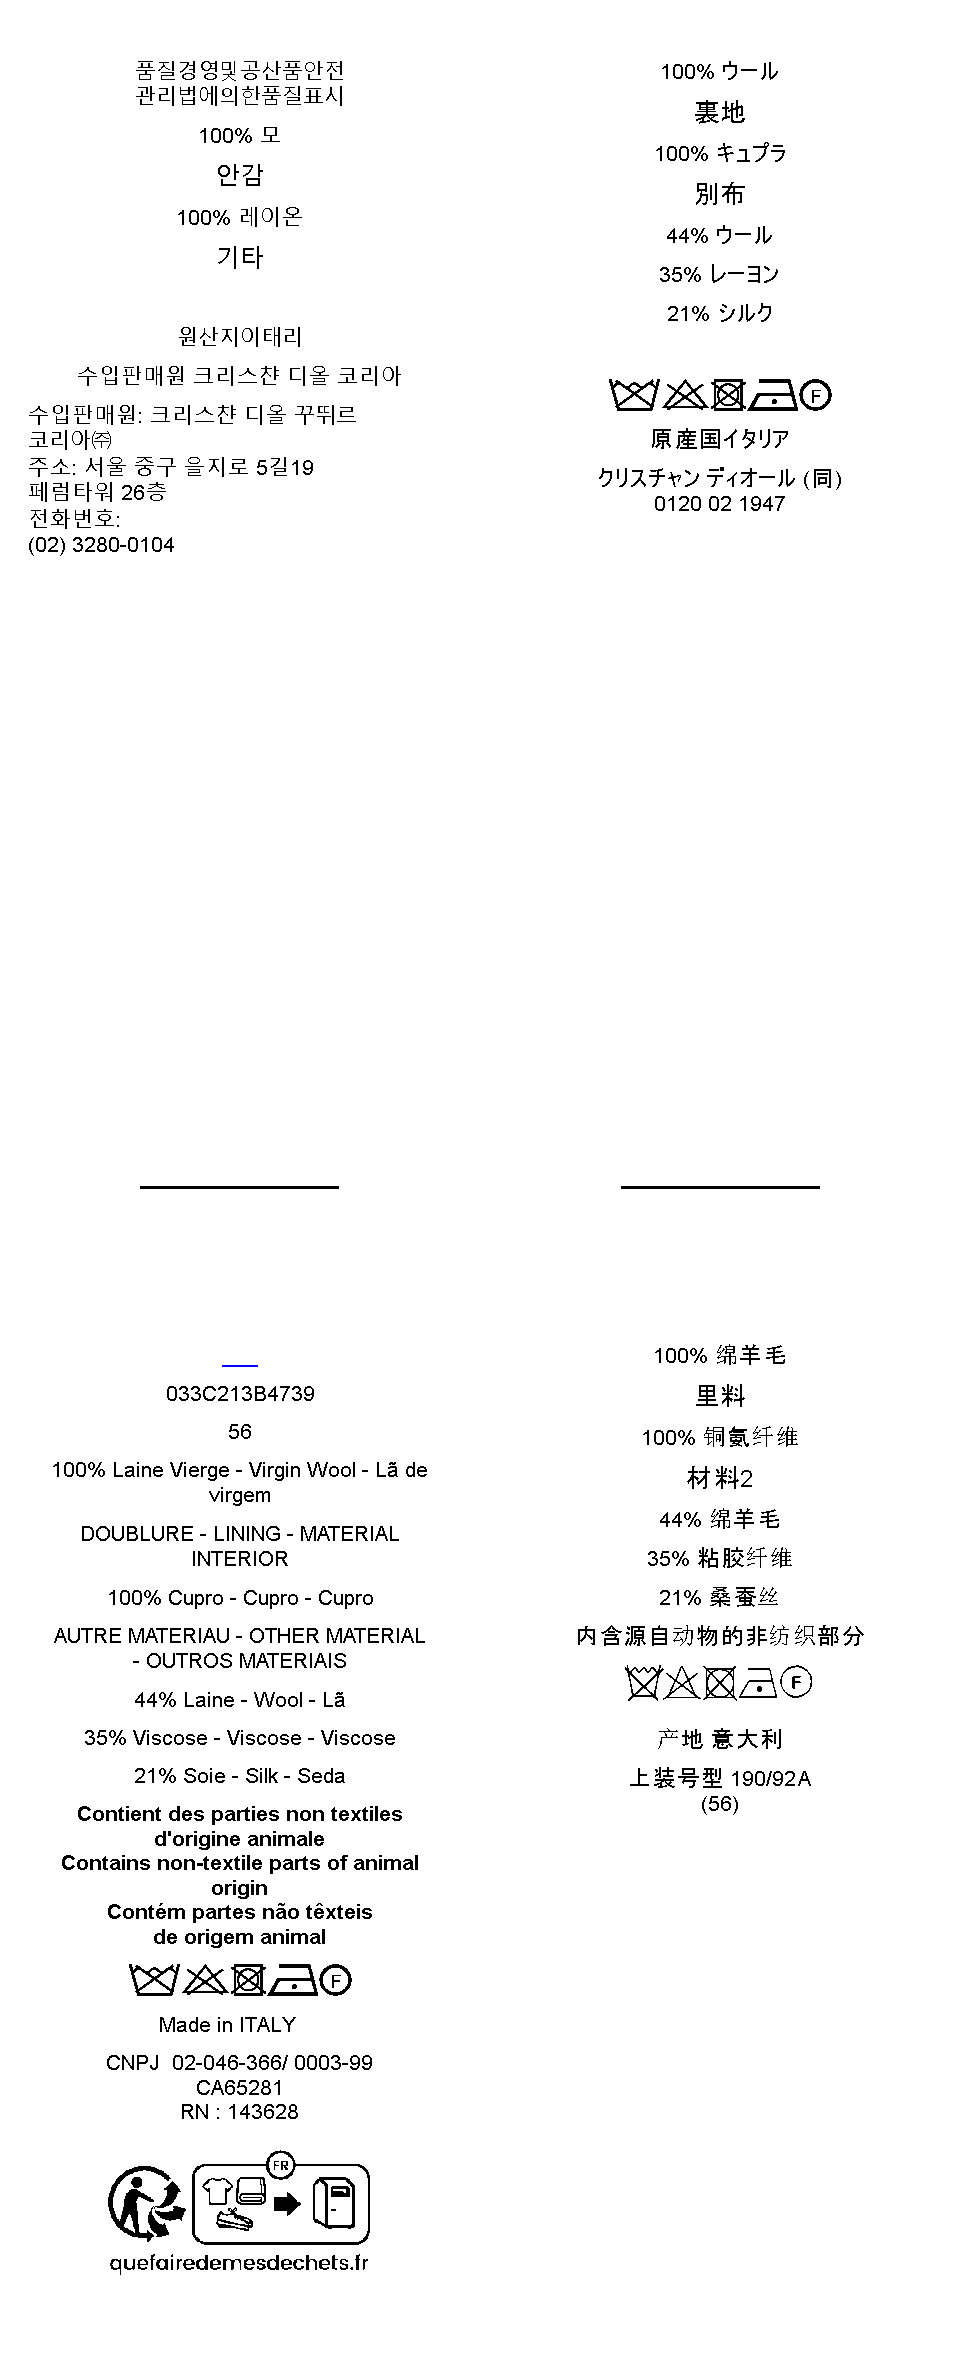 품질경영및공산품안전
관리법에의한품질표시
100% 모
안감
100% 레이온
기타
원산지이태리
수입판매원 크리스챤 디올 코리아
수입판매원: 크리스챤 디올 꾸뛰르
코리아㈜
주소: 서울 중구 을지로 5길19
페럼타워 26층
전화번호:
(02) 3280-0104
100% ウール
裏地
100% キュプラ
別布
44% ウール
35% レーヨン
21% シルク
F
原産国イタリア
クリスチャン ディオール (同)
0120 02 1947
033C213B4739
56
100% Laine Vierge - Virgin Wool - Lã de
virgem
DOUBLURE - LINING - MATERIAL
INTERIOR
100% Cupro - Cupro - Cupro
AUTRE MATERIAU - OTHER MATERIAL
- OUTROS MATERIAIS
44% Laine - Wool - Lã
35% Viscose - Viscose - Viscose
21% Soie - Silk - Seda
Contient des parties non textiles
d'origine animale
Contains non-textile parts of animal
origin
Contém partes não têxteis
de origem animal
F
Made in ITALY
CNPJ  02-046-366/ 0003-99
CA65281
RN : 143628
FR
quefairedemesdechets.fr
100% 绵羊毛
里料
100% 铜氨纤维
材料2
44% 绵羊毛
35% 粘胶纤维
21% 桑蚕丝
内含源自动物的非纺织部分
F
产地 意大利
上装号型 190/92A
(56)